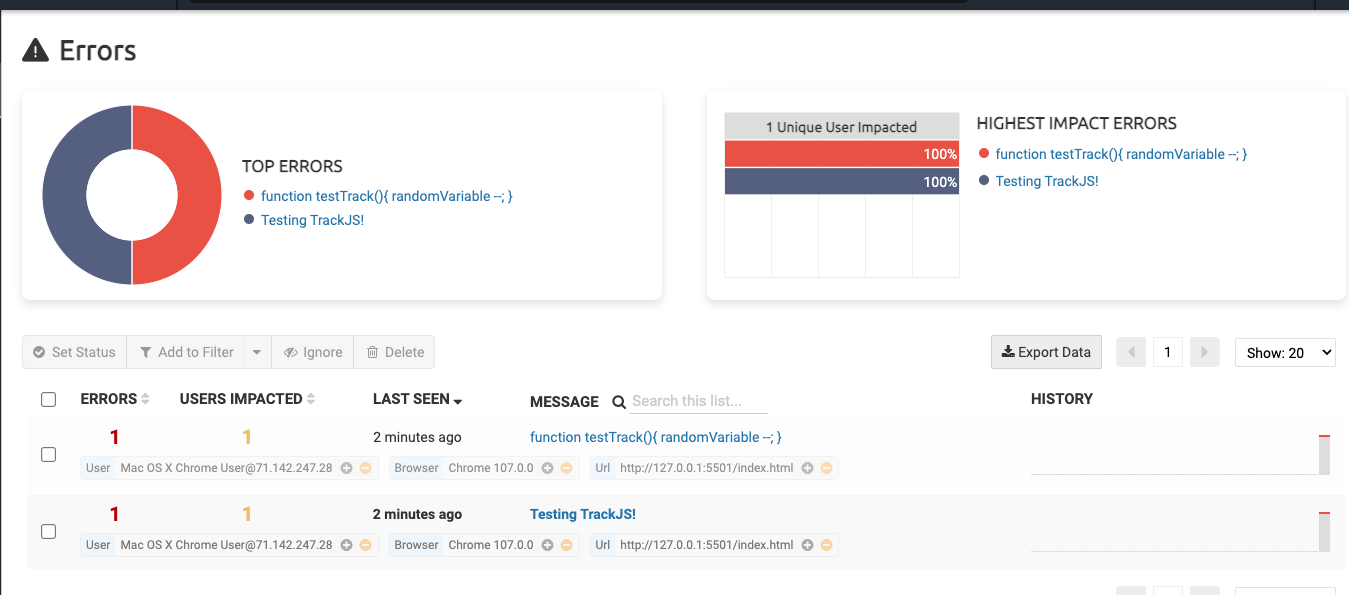 Errors
TOP ERRORS
function testTrack(){ randomVariable --; }
Testing TrackJS!
1 Unique User Impacted
100%
100%
HIGHEST IMPACT ERRORS
function testTrack(){ randomVariable --; }
Testing TrackJS!
Set Status Add to Filter Ignore Delete Export Data 1 Show: 20
ERRORS USERS IMPACTED LAST SEEN MESSAGE Search this list... HISTORY
1 1 2 minutes ago function testTrack(){ randomVariable --; }
User Mac OS X Chrome User@71.142.247.28 Browser Chrome 107.0.0 Url http://127.0.0.1:5501/index.html
1 1 2 minutes ago Testing TrackJS!
User Mac OS X Chrome User@71.142.247.28 Browser Chrome 107.0.0 Url http://127.0.0.1:5501/index.html